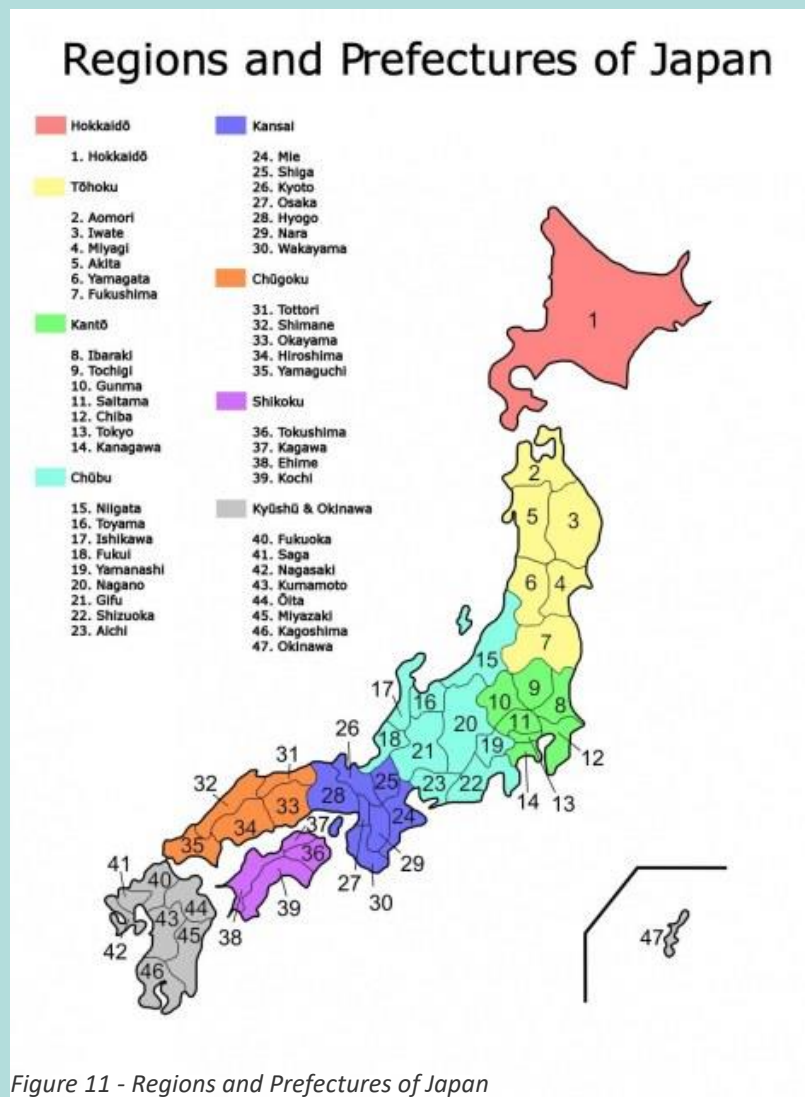 Regions and Prefectures of Japan
Hokkaidō
1. Hokkaidō
Tōhoku
2. Aomori
3. Iwate
4. Miyagi
5. Akita
6. Yamagata
7. Fukushima
Kantō
8. Ibaraki
9. Tochigi
10. Gunma
11. Saitama
12. Chiba
13. Tokyo
14. Kanagawa
Chūbu
15. Niigata
16. Toyama
17. Ishikawa
18. Fukui
19. Yamanashi
20. Nagano
21. Gifu
22. Shizuoka
23. Aichi
Kansai
24. Mie
25. Shiga
26. Kyoto
27. Osaka
28. Hyogo
29. Nara
30. Wakayama
Chūgoku
31. Tottori
32. Shimane
33. Okayama
34. Hiroshima
35. Yamaguchi
Shikoku
36. Tokushima
37. Kagawa
38. Ehime
39. Kochi
Kyūshū & Okinawa
40. Fukuoka
41. Saga
42. Nagasaki
43. Kumamoto
44. Ōita
45. Miyazaki
46. Kagoshima
47. Okinawa
1
2
5
3
6
4
7
15
9
17
16
10
8
20
11
26
18
21
19
12
31
25
23
22
14
13
32
28
33
24
34
37
35
36
29
41
40
27
30
39
44
43
38
45
42
47
46
Figure 11 - Regions and Prefectures of Japan